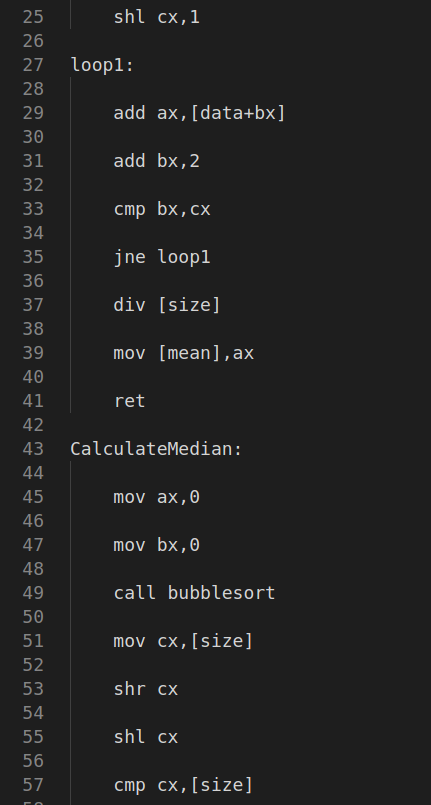 25 shl cx,1
26
27 loop1:
28
29 add ax,[data+bx]
30
31 add bx,2
32
33 cmp bx,cx
34
35 jne loop1
36
37 div [size]
38
39 mov [mean],ax
40
41 ret
42
43 CalculateMedian:
44
45 mov ax,0
46
47 mov bx,0
48
49 call bubblesort
50
51 mov cx,[size]
52
53 shr cx
54
55 shl cx
56
57 cmp cx,[size]